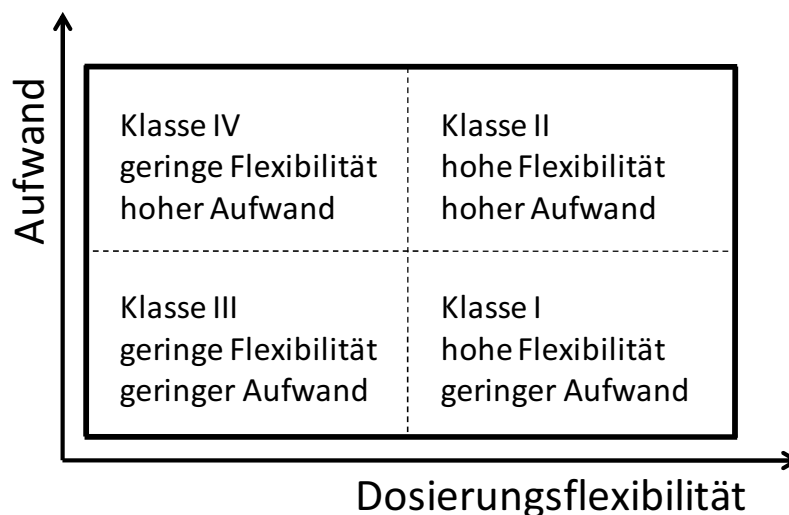 Aufwand
Klasse IV
geringe Flexibilität
hoher Aufwand
Klasse II
hohe Flexibilität
hoher Aufwand
Klasse III
geringe Flexibilität
geringer Aufwand
Klasse I
hohe Flexibilität
geringer Aufwand
Dosierungsflexibilität